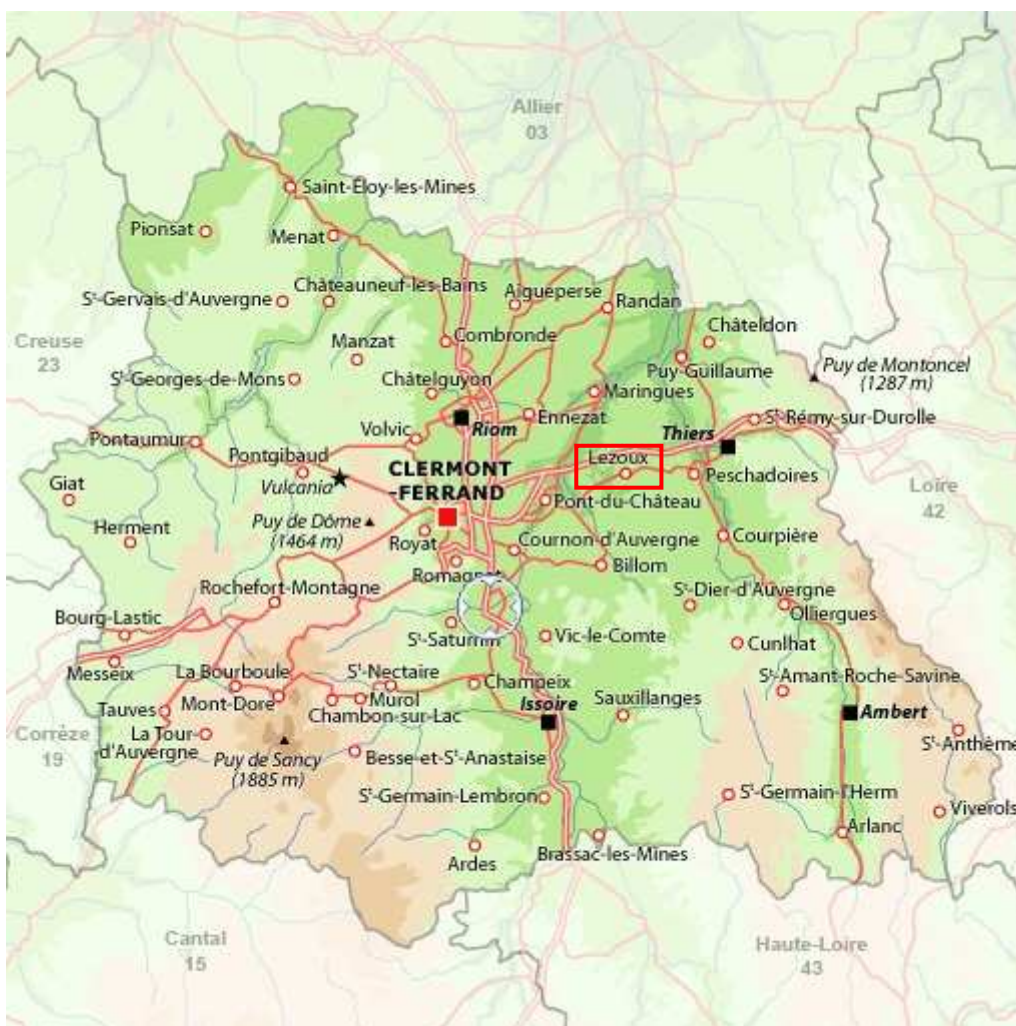 Allier
03
Saint-Éloy-les-Mines
Pionsat
Menat
Châteauneuf-les-Bains
St-Gervais-d'Auvergne
Aigueperse
Randan
Combronde
Châteldon
Creuse
23
Manzat
Puy-Guillaume
Puy de Montoncel
(1287 m)
St-Georges-de-Mons
Châtelguyon
Maringues
Ennezat
St-Rémy-sur-Durolle
Volvic
Riom
Thiers
Pontaumur
Pontgibaud
CLERMONT
-FERRAND
Lezoux
Peschadoires
Giat
Vulcania
Pont-du-Château
Loire
42
Herment
Puy de Dôme
(1464 m)
Royat
Cournon-d'Auvergne
Courpière
Romagnat
Billom
Rochefort-Montagne
St-Dier-d'Auvergne
Olliergues
Bourg-Lastic
St-Saturnin
Vic-le-Comte
Cunlhat
Messeix
La Bourboule
St-Nectaire
Champeix
St-Amant-Roche-Savine
Mont-Dore
Murol
Sauxillanges
Tauves
Chambon-sur-Lac
Issoire
Ambert
Corrèze
19
La Tour-
d'Auvergne
Puy de Sancy
(1885 m)
Besse-et-St-Anastaise
St-Anthème
St-Germain-Lembron
St-Germain-l'Herm
Viverols
Arlanc
Ardes
Brassac-les-Mines
Cantal
15
Haute-Loire
43